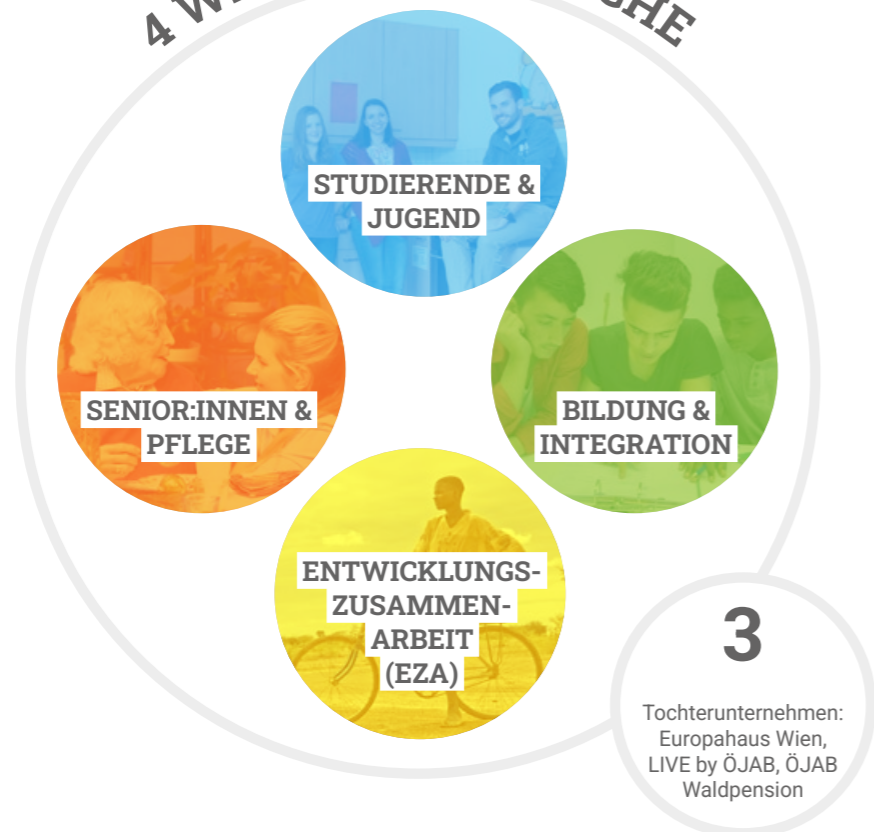 STUDIERENDE &
JUGEND
SENIOR:INNEN &
PFLEGE
BILDUNG &
INTEGRATION
ENTWICKLUNGS-
ZUSAMMEN-
ARBEIT
(EZA)
3
Tochterunternehmen:
Europahaus Wien,
LIVE by ÖJAB, ÖJAB
Waldpension